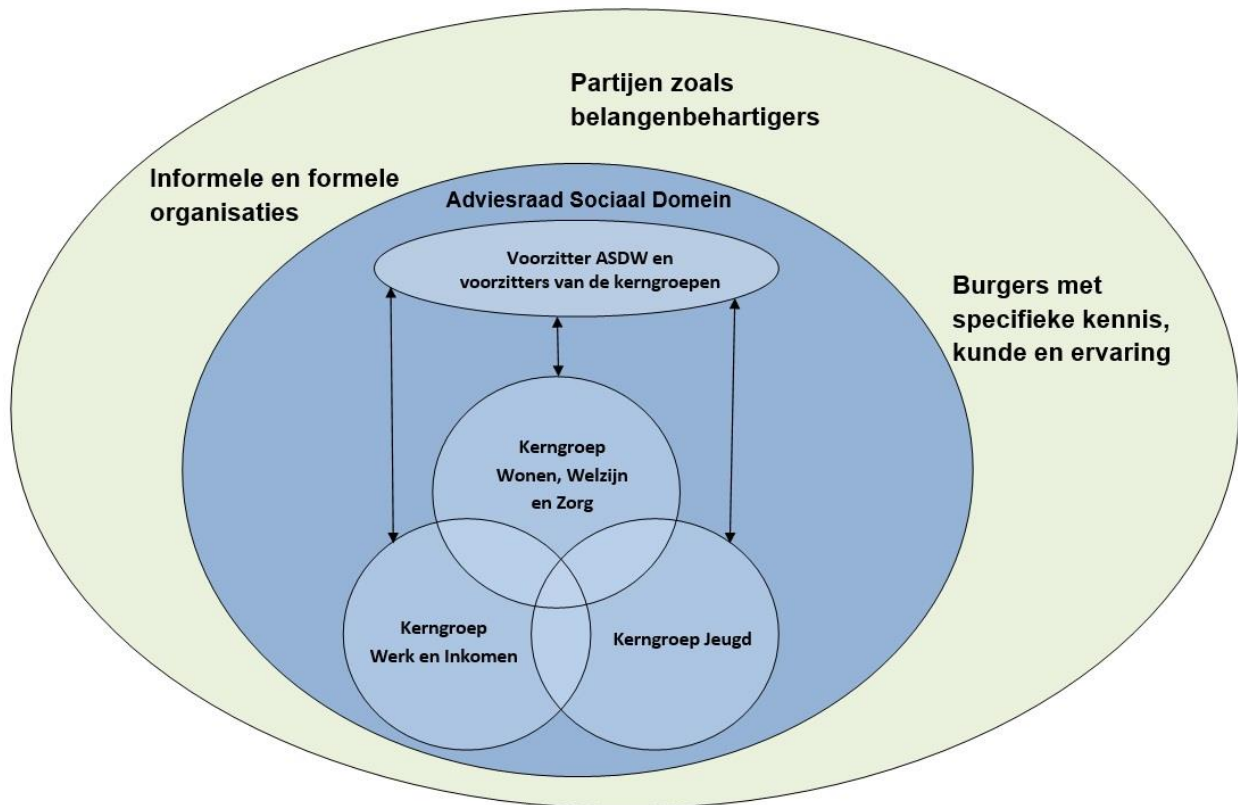 Partijen zoals
belangenbehartigers
Informele en formele
organisaties
Adviesraad Sociaal Domein
Voorzitter ASDW en
voorzitters van de kerngroepen
Burgers met
specifieke kennis,
kunde en ervaring
Kerngroep
Wonen, Welzijn
en Zorg
Kerngroep
Werk en Inkomen
Kerngroep Jeugd